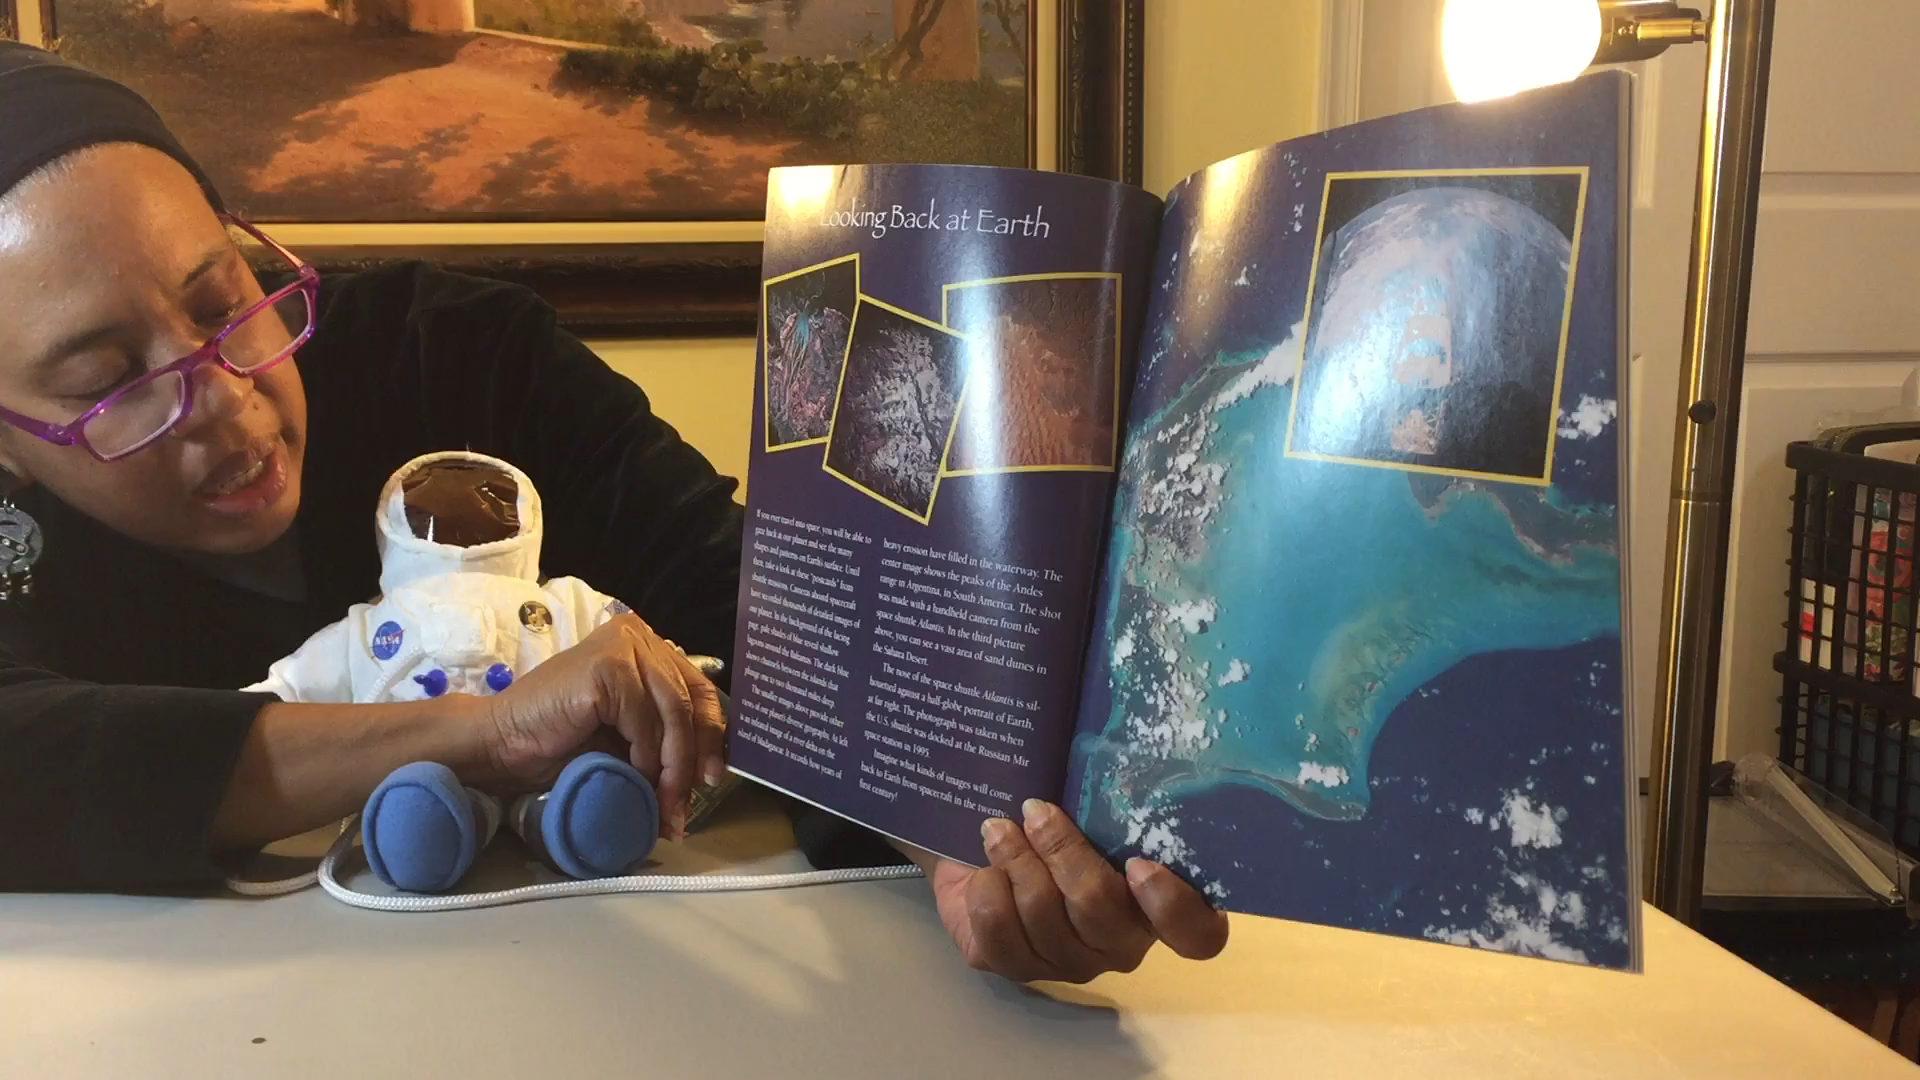 Looking Back at Earth
If you ever travel into space, you will be able to
gaze back at our planet and see the many
shapes and patterns on Earth's surface. Until
then, take a look at these "postcards" from
shuttle missions. Cameras aboard spacecraft
have recorded thousands of detailed images of
our planet. In the background of the facing
page, pale shades of blue reveal shallow
lagoons around the Bahamas. The dark blue
shows channels between the islands that
plunge one to two thousand miles deep.
The smaller images above provide other
views of our planet's diverse geography. At left
is an infrared image of a river delta on the
island of Madagascar. It records how years of
heavy erosion have filled in the waterway. The
center image shows the peaks of the Andes
range in Argentina, in South America. The shot
was made with a handheld camera from the
space shuttle Atlantis. In the third picture
above, you can see a vast area of sand dunes in
the Sahara Desert.
The nose of the space shuttle Atlantis is sil-
houetted against a half-globe portrait of Earth,
at far right. The photograph was taken when
the U.S. shuttle was docked at the Russian Mir
space station in 1995.
Imagine what kinds of images will come
back to Earth from spacecraft in the twenty-
first century!
NASA